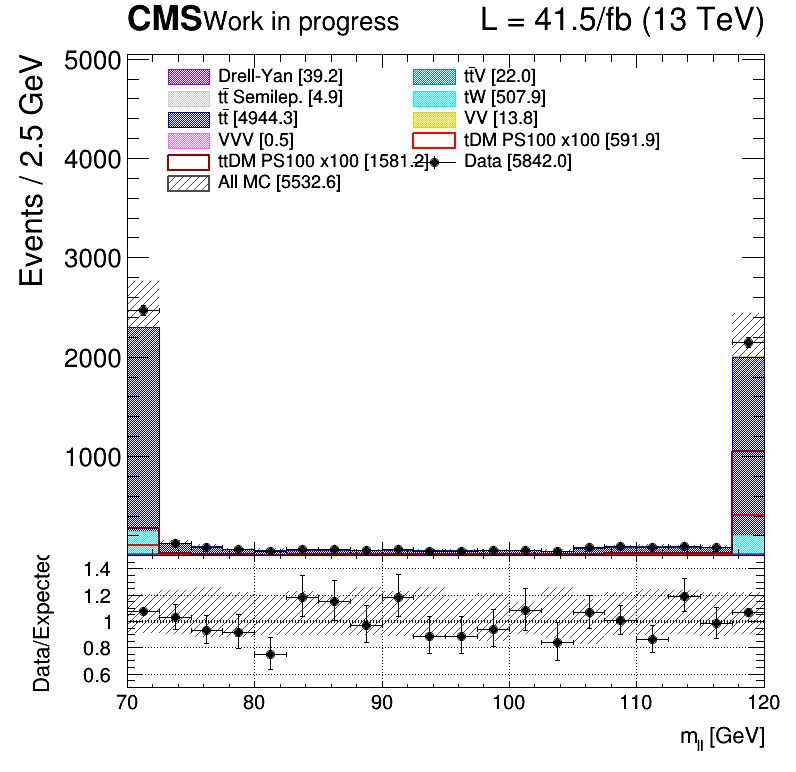 CMS Work in progress L = 41.5/fb (13 TeV)
Events / 2.5 GeV
5000
4000
3000
2000
1000
Drell-Yan [39.2] tt̄V [22.0]
tt̄ Semilep. [4.9] tW [507.9]
tt̄ [4944.3] VV [13.8]
VVV [0.5] tDM PS100 x100 [591.9]
ttDM PS100 x100 [1581.2] Data [5842.0]
All MC [5532.6]
Data/Expected
1.4
1.2
1
0.8
0.6
70 80 90 100 110 120
m_ll [GeV]